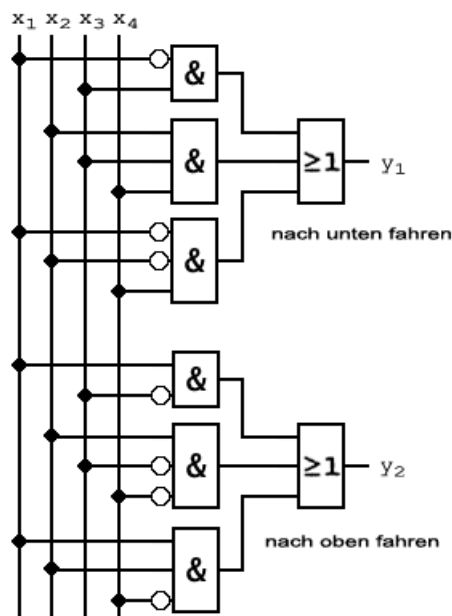 x₁ x₂ x₃ x₄
&
&
≥1
y₁
&
nach unten fahren
&
&
≥1
y₂
&
nach oben fahren